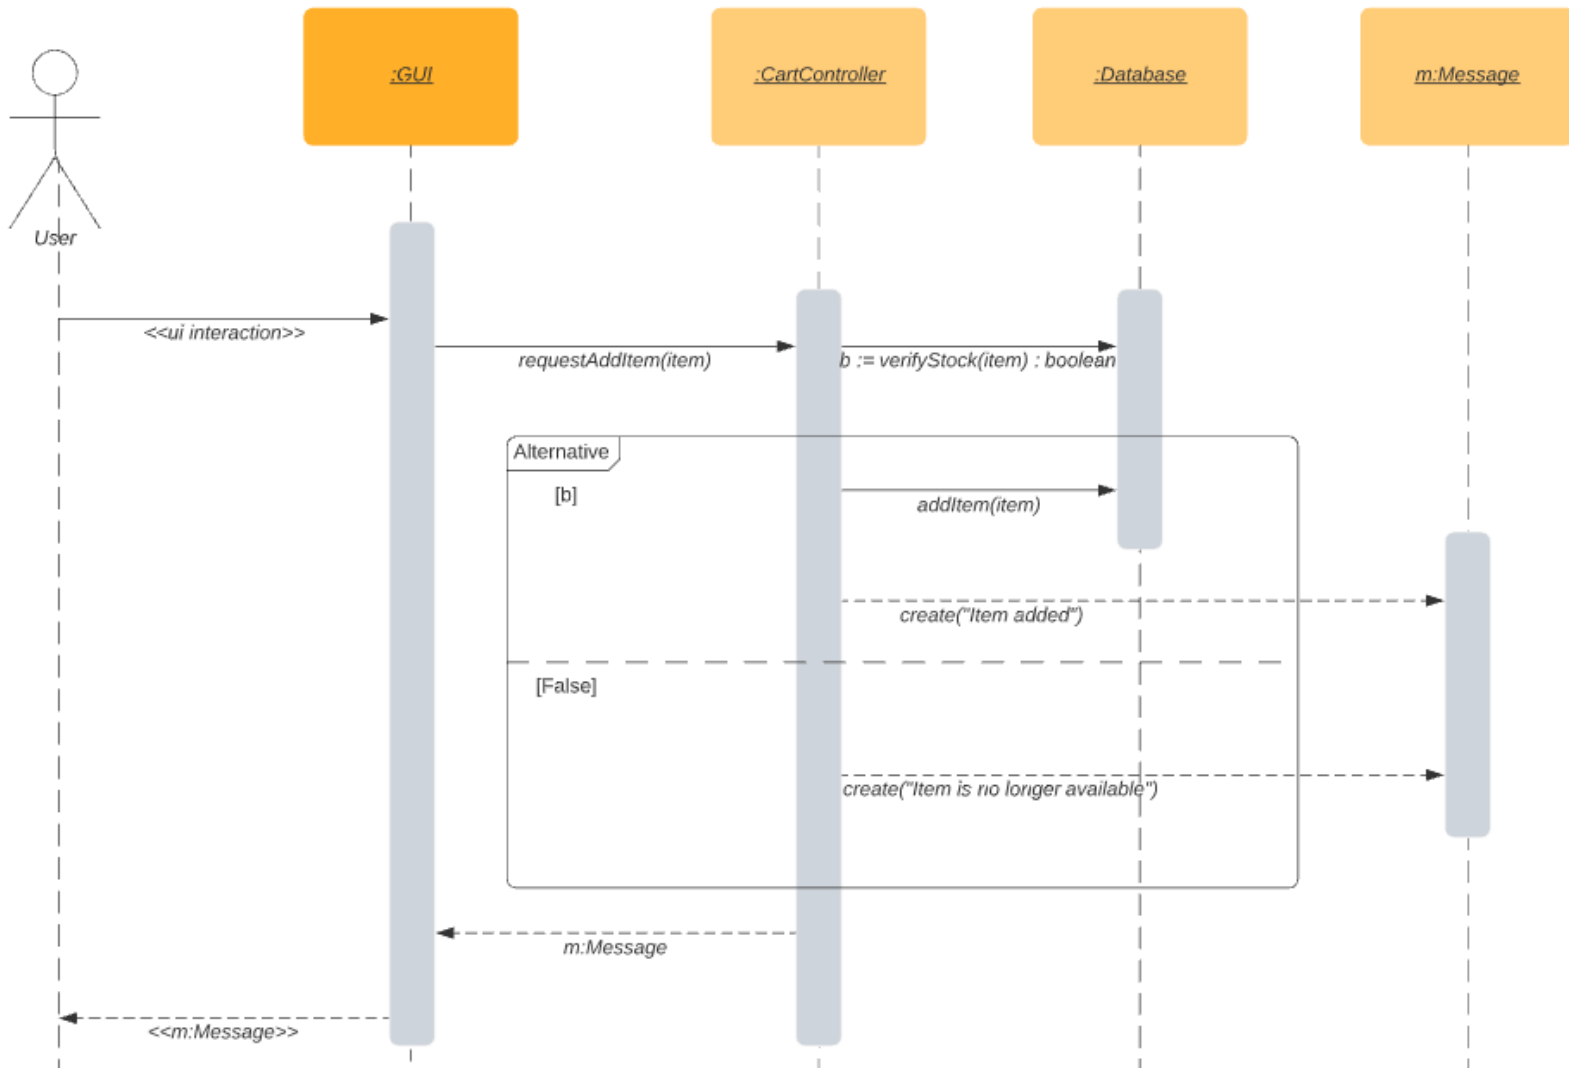 :GUI
:CartController
:Database
m:Message
User
<<ui interaction>>
requestAddItem(item)
b := verifyStock(item) : boolean
Alternative
[b]
addItem(item)
create("Item added")
[False]
create("Item is no longer available")
m:Message
<<m:Message>>